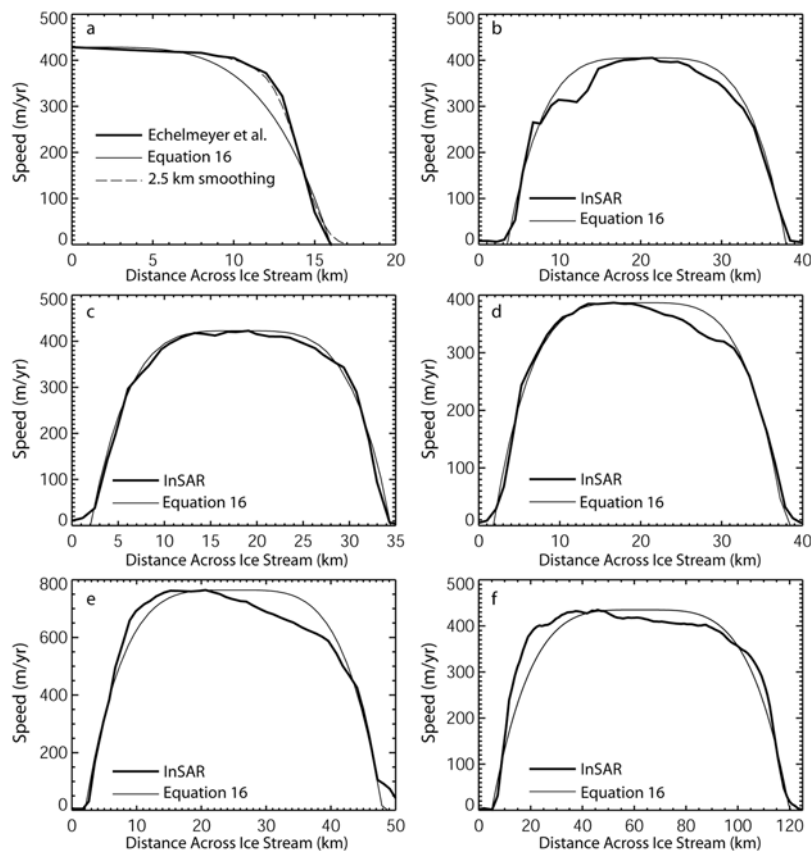 a
500
400
300
200
100
0
Speed (m/yr)
Echelmeyer et al.
Equation 16
2.5 km smoothing
0 5 10 15 20
Distance Across Ice Stream (km)
b
500
400
300
200
100
0
Speed (m/yr)
InSAR
Equation 16
0 10 20 30 40
Distance Across Ice Stream (km)
c
500
400
300
200
100
0
Speed (m/yr)
InSAR
Equation 16
0 5 10 15 20 25 30 35
Distance Across Ice Stream (km)
d
400
300
200
100
0
Speed (m/yr)
InSAR
Equation 16
0 10 20 30 40
Distance Across Ice Stream (km)
e
800
600
400
200
0
Speed (m/yr)
InSAR
Equation 16
0 10 20 30 40 50
Distance Across Ice Stream (km)
f
500
400
300
200
100
0
Speed (m/yr)
InSAR
Equation 16
0 20 40 60 80 100 120
Distance Across Ice Stream (km)